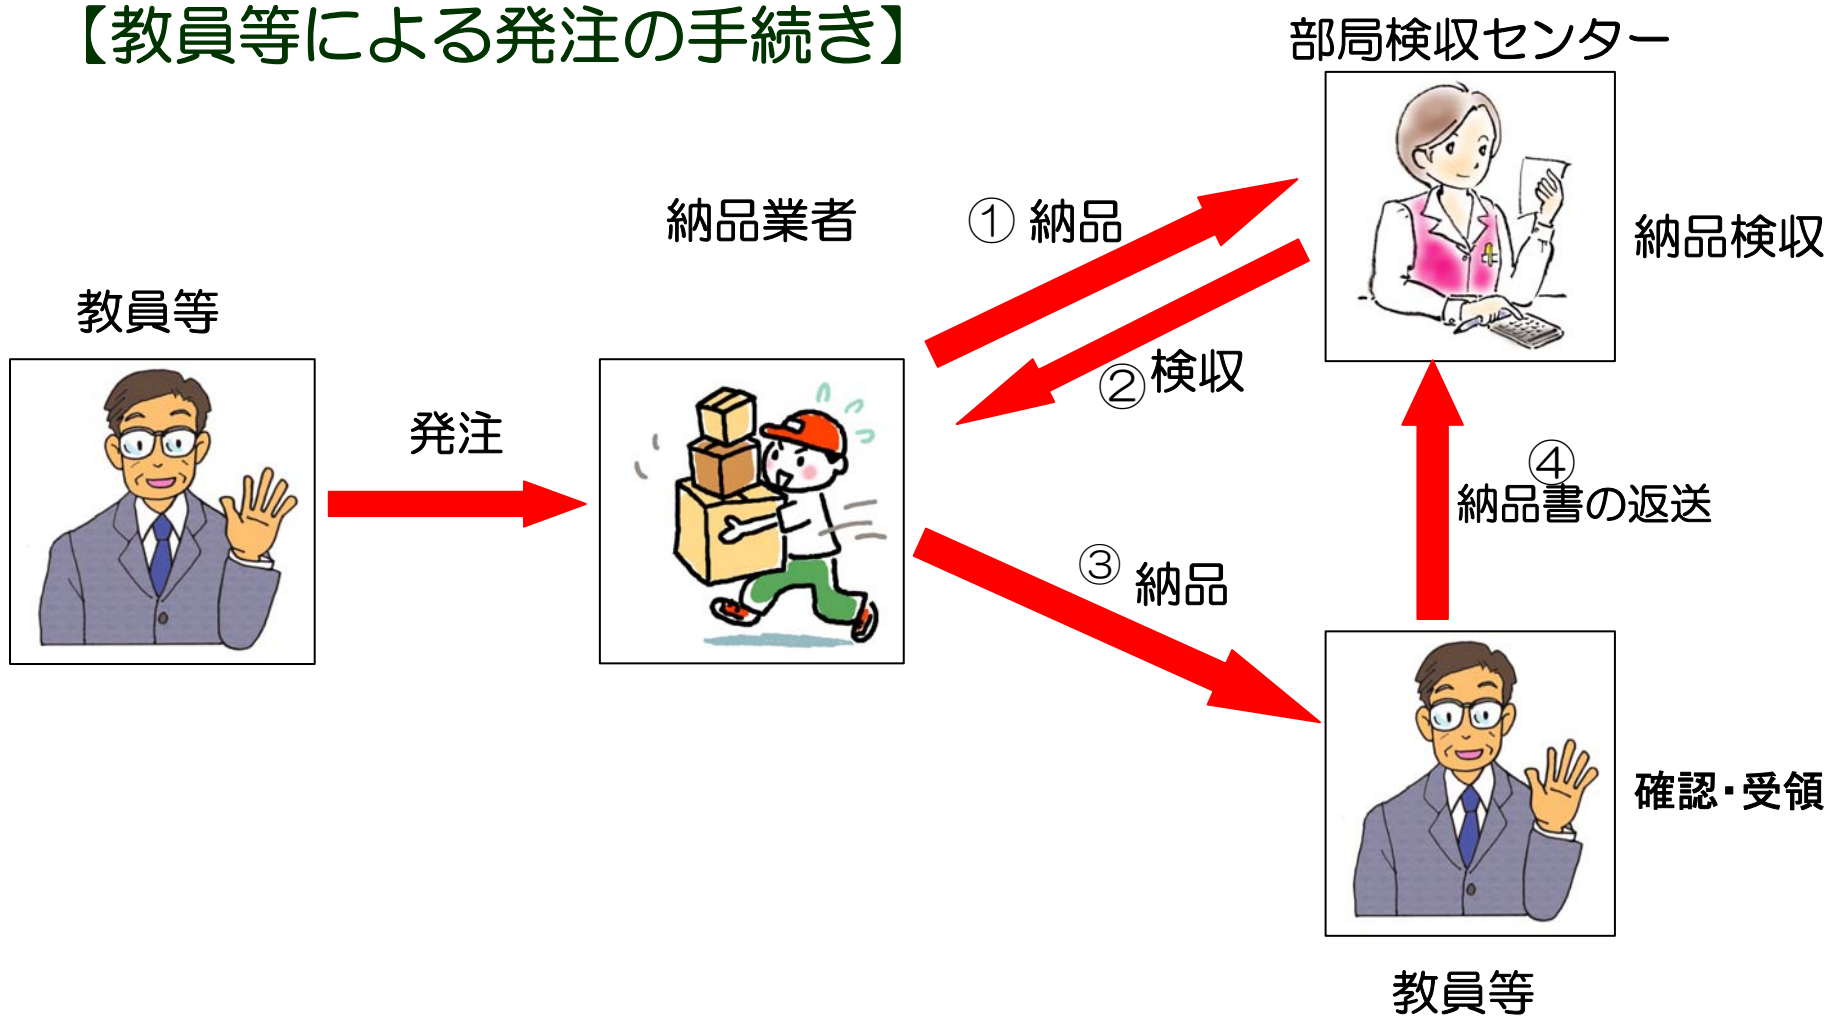 【教員等による発注の手続き】
部局検収センター
納品業者
① 納品
納品検収
教員等
② 検収
発注
④
納品書の返送
③ 納品
確認・受領
教員等